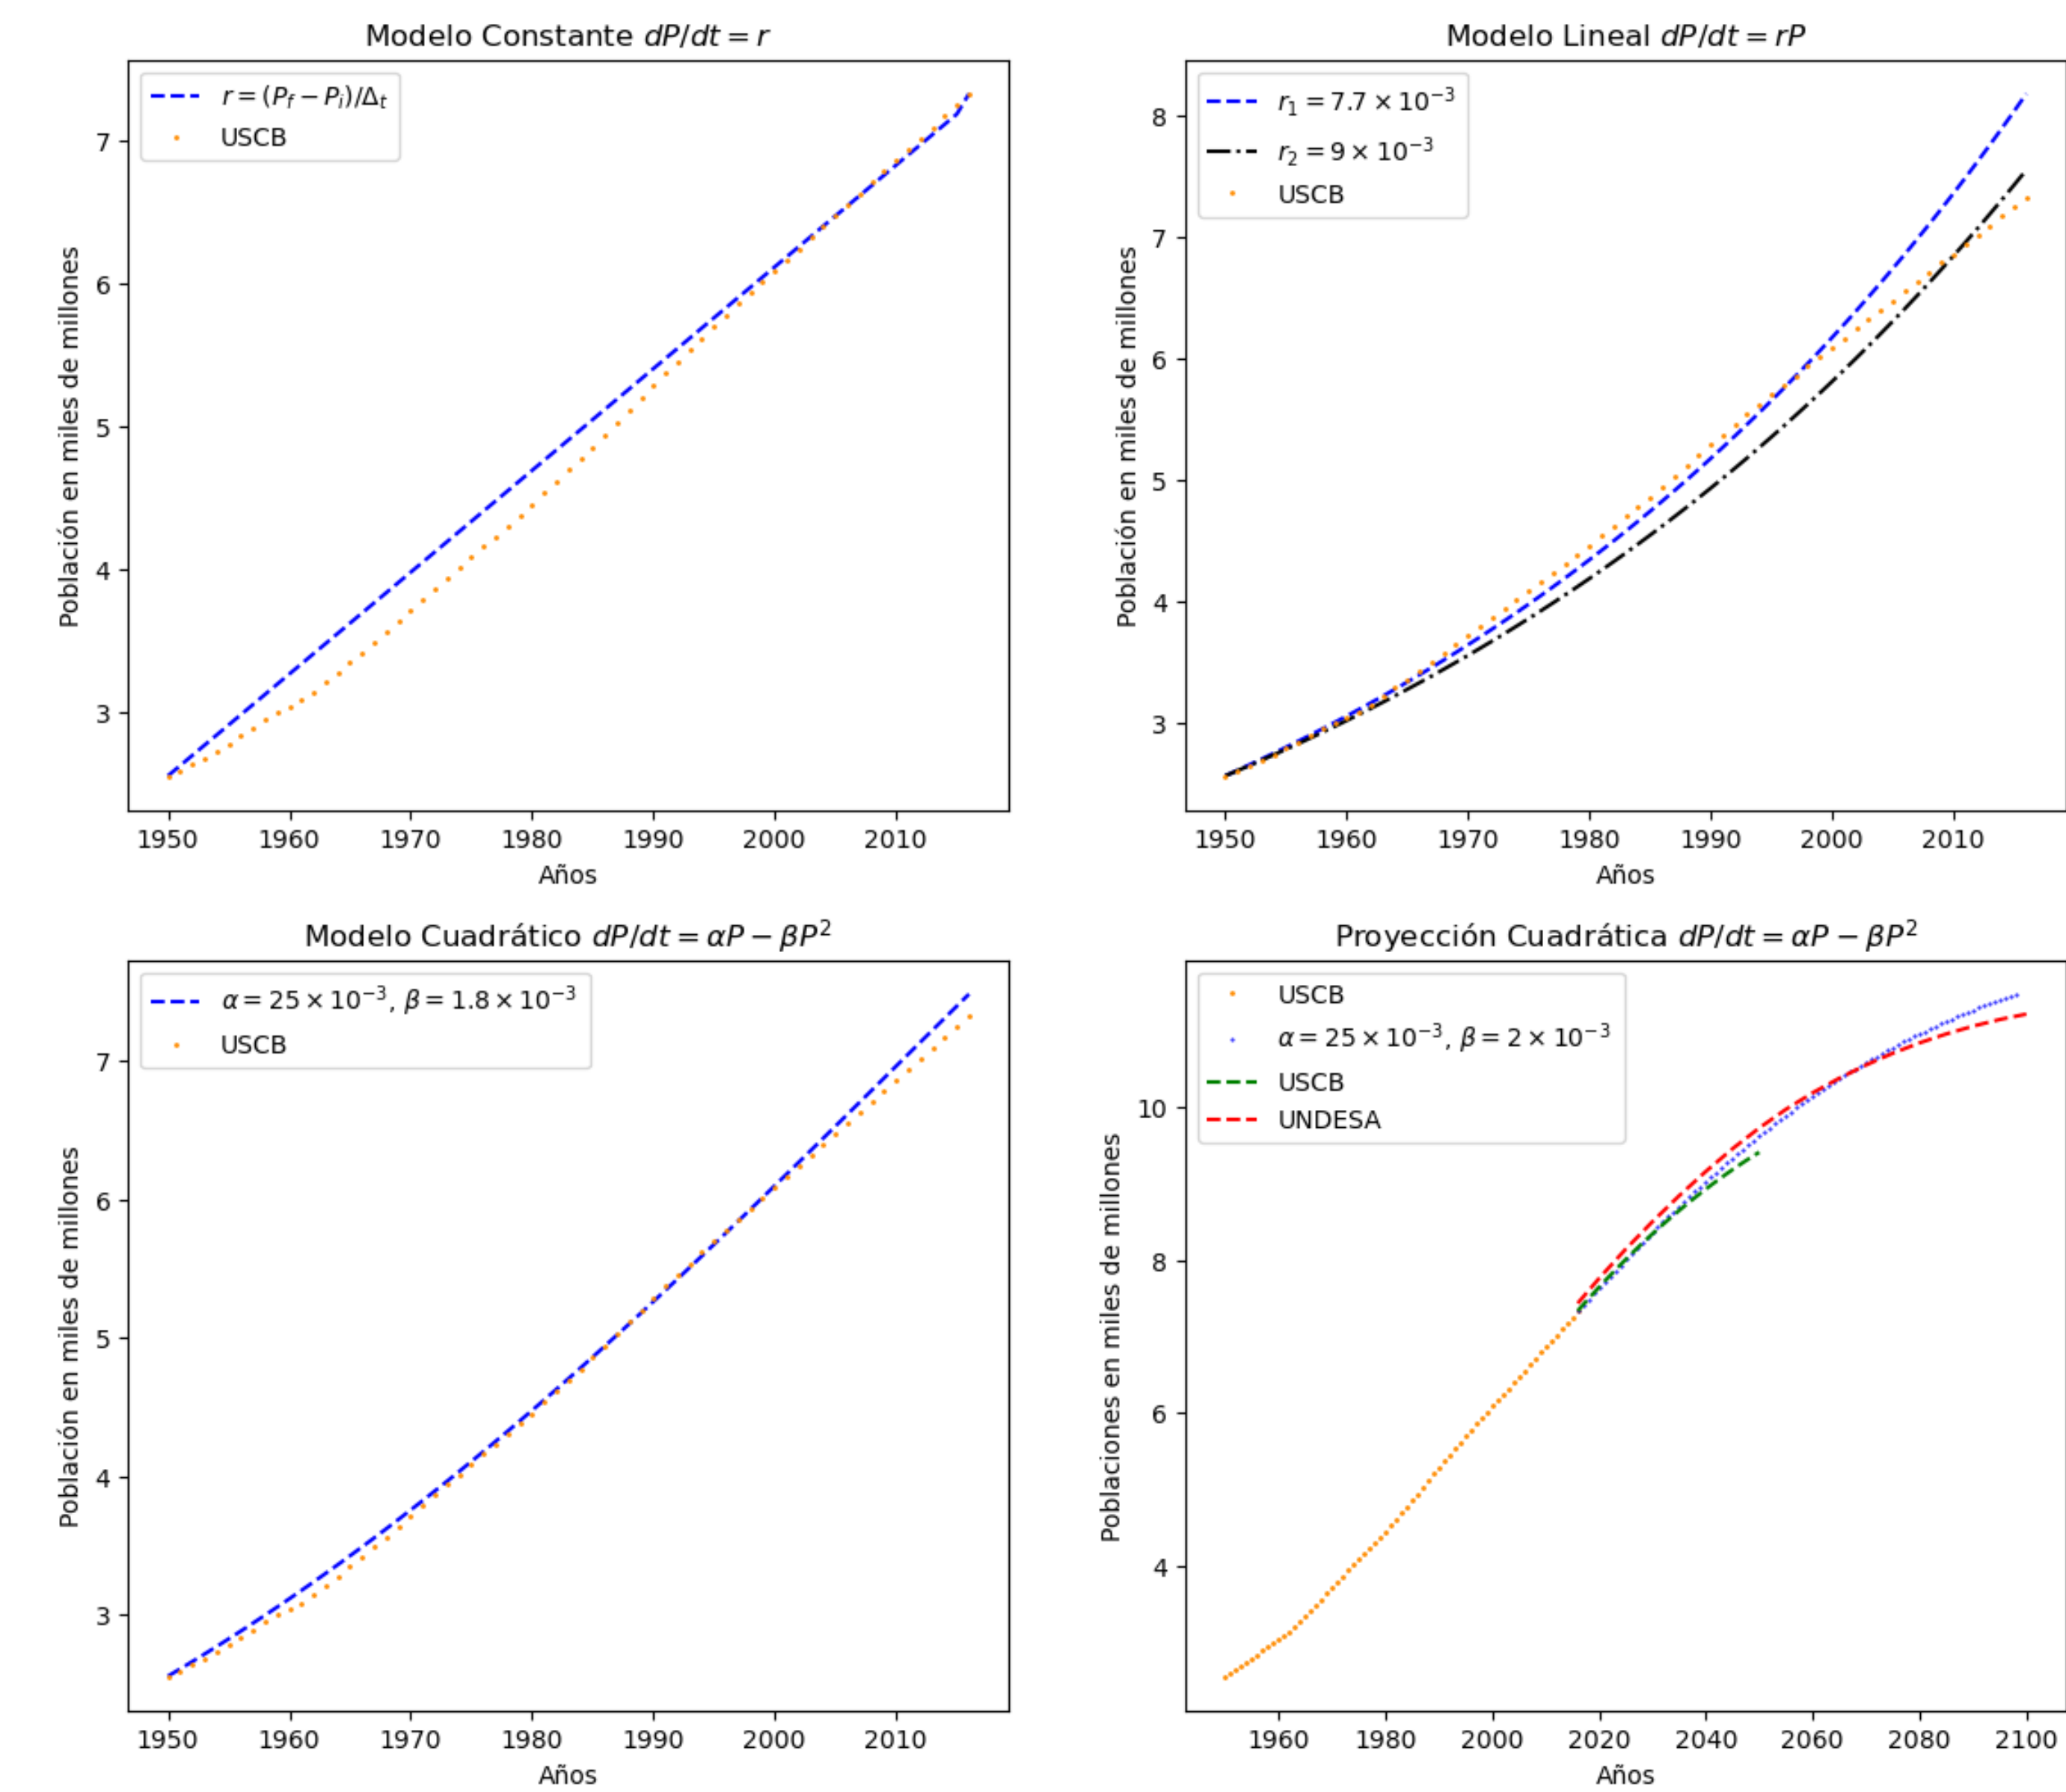 Modelo Constante dP/dt = r
r = (P_f − P_i)/Δ_t
USCB
7
6
5
4
3
Población en miles de millones
1950 1960 1970 1980 1990 2000 2010
Años
Modelo Lineal dP/dt = rP
r₁ = 7.7 × 10⁻³
r₂ = 9 × 10⁻³
USCB
8
7
6
5
4
3
Población en miles de millones
1950 1960 1970 1980 1990 2000 2010
Años
Modelo Cuadrático dP/dt = αP − βP²
α = 25 × 10⁻³, β = 1.8 × 10⁻³
USCB
7
6
5
4
3
Población en miles de millones
1950 1960 1970 1980 1990 2000 2010
Años
Proyección Cuadrática dP/dt = αP − βP²
USCB
α = 25 × 10⁻³, β = 2 × 10⁻³
USCB
UNDESA
10
8
6
4
Poblaciones en miles de millones
1960 1980 2000 2020 2040 2060 2080 2100
Años